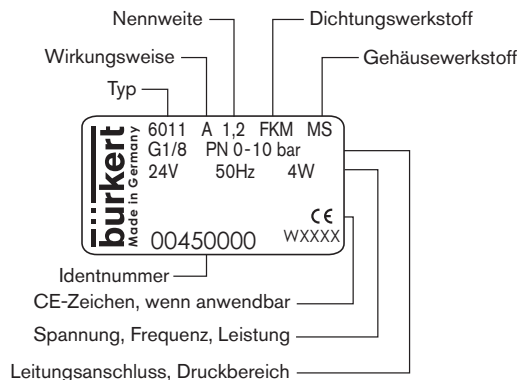 Nennweite
Dichtungswerkstoff
Wirkungsweise
Gehäusewerkstoff
Typ
bürkert
Made in Germany
6011 A 1,2 FKM MS
G1/8 PN 0-10 bar
24V 50Hz 4W
CE
00450000 WXXXX
Identnummer
CE-Zeichen, wenn anwendbar
Spannung, Frequenz, Leistung
Leitungsanschluss, Druckbereich